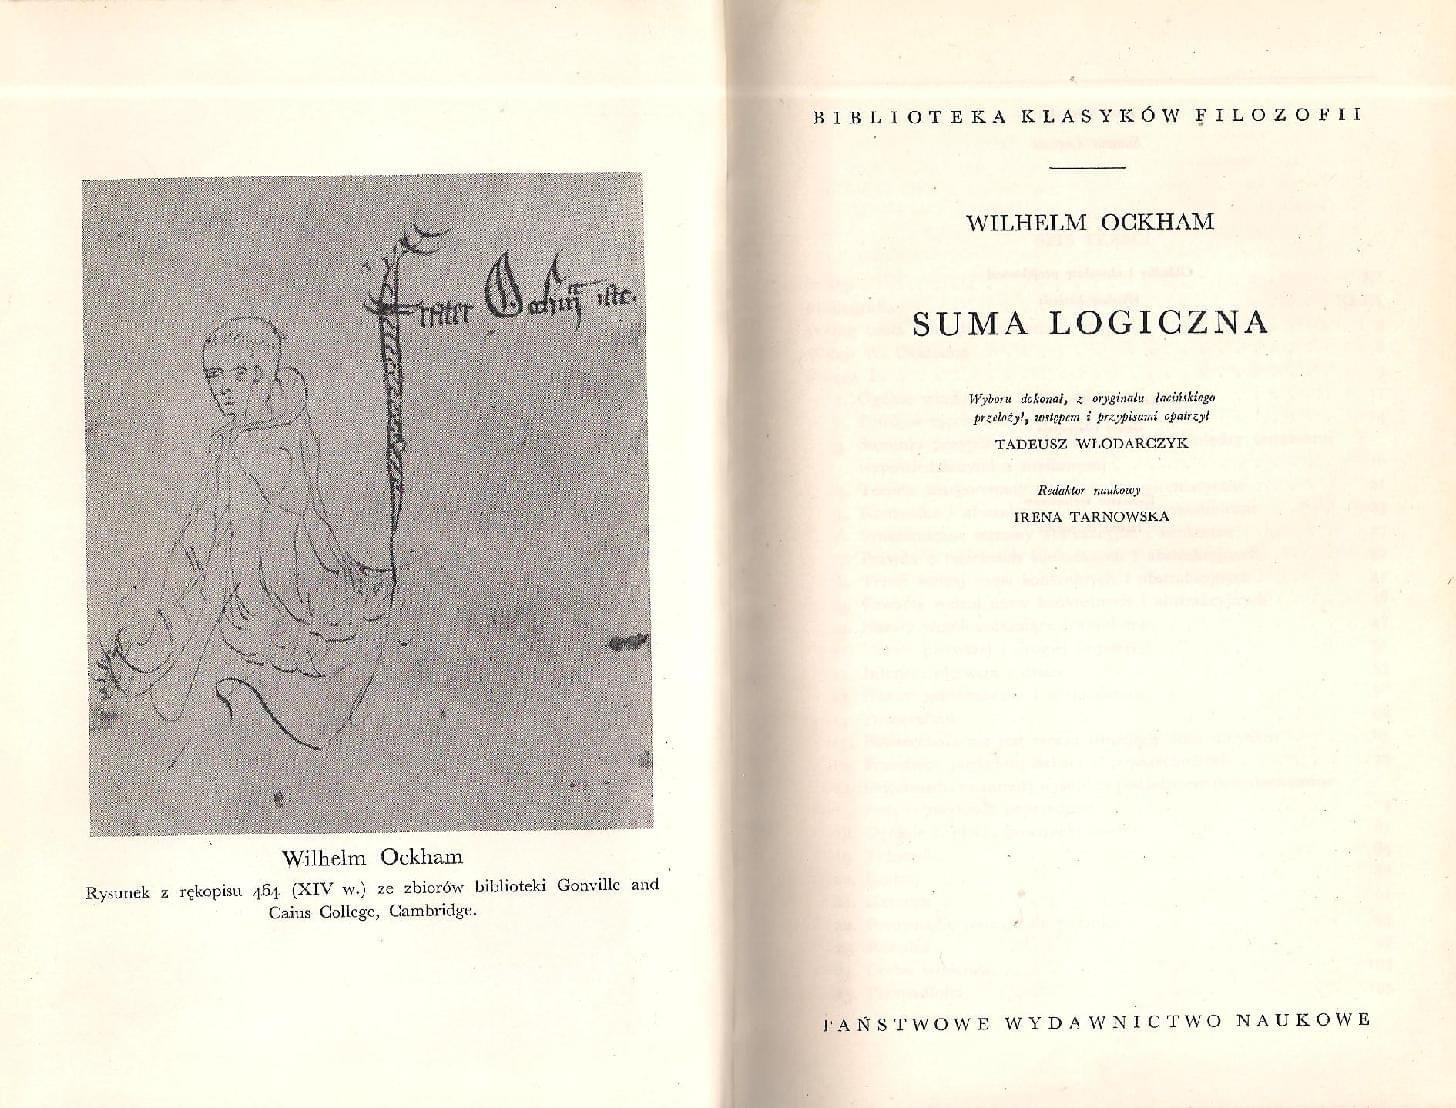 frater Occham iste.
Wilhelm Ockham
Rysunek z rękopisu 464 (XIV w.) ze zbiorów biblioteki Gonville and
Caius College, Cambridge.
BIBLIOTEKA KLASYKÓW FILOZOFII
WILHELM OCKHAM
SUMA LOGICZNA
Wyboru dokonał, z oryginału łacińskiego
przełożył, wstępem i przypisami opatrzył
TADEUSZ WŁODARCZYK
Redaktor naukowy
IRENA TARNOWSKA
PAŃSTWOWE WYDAWNICTWO NAUKOWE